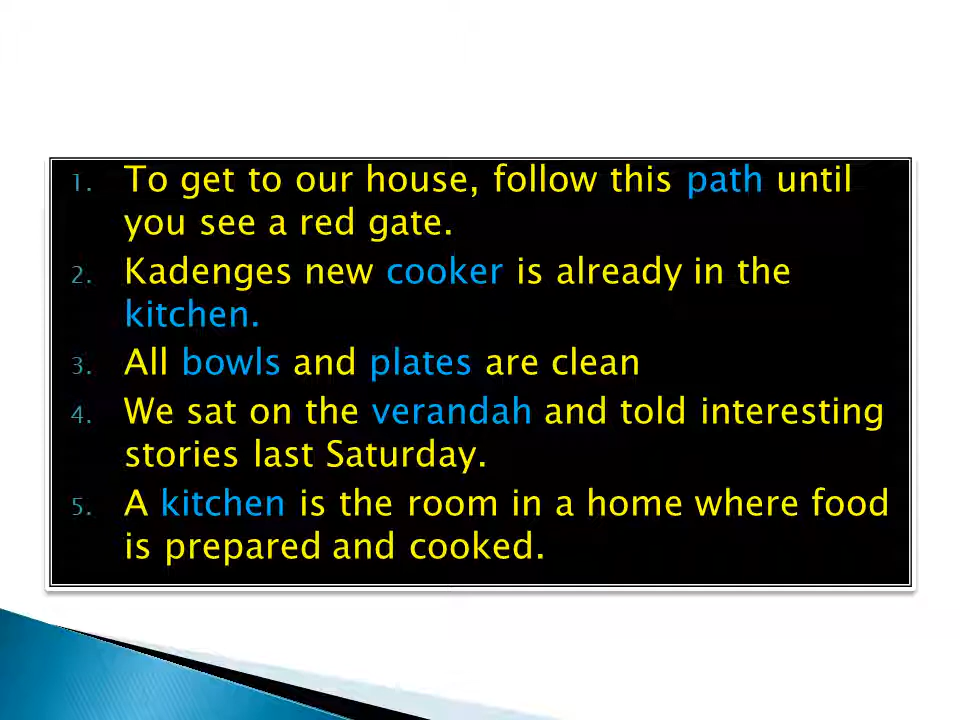 1. To get to our house, follow this path until
you see a red gate.
2. Kadenges new cooker is already in the
kitchen.
3. All bowls and plates are clean
4. We sat on the verandah and told interesting
stories last Saturday.
5. A kitchen is the room in a home where food
is prepared and cooked.